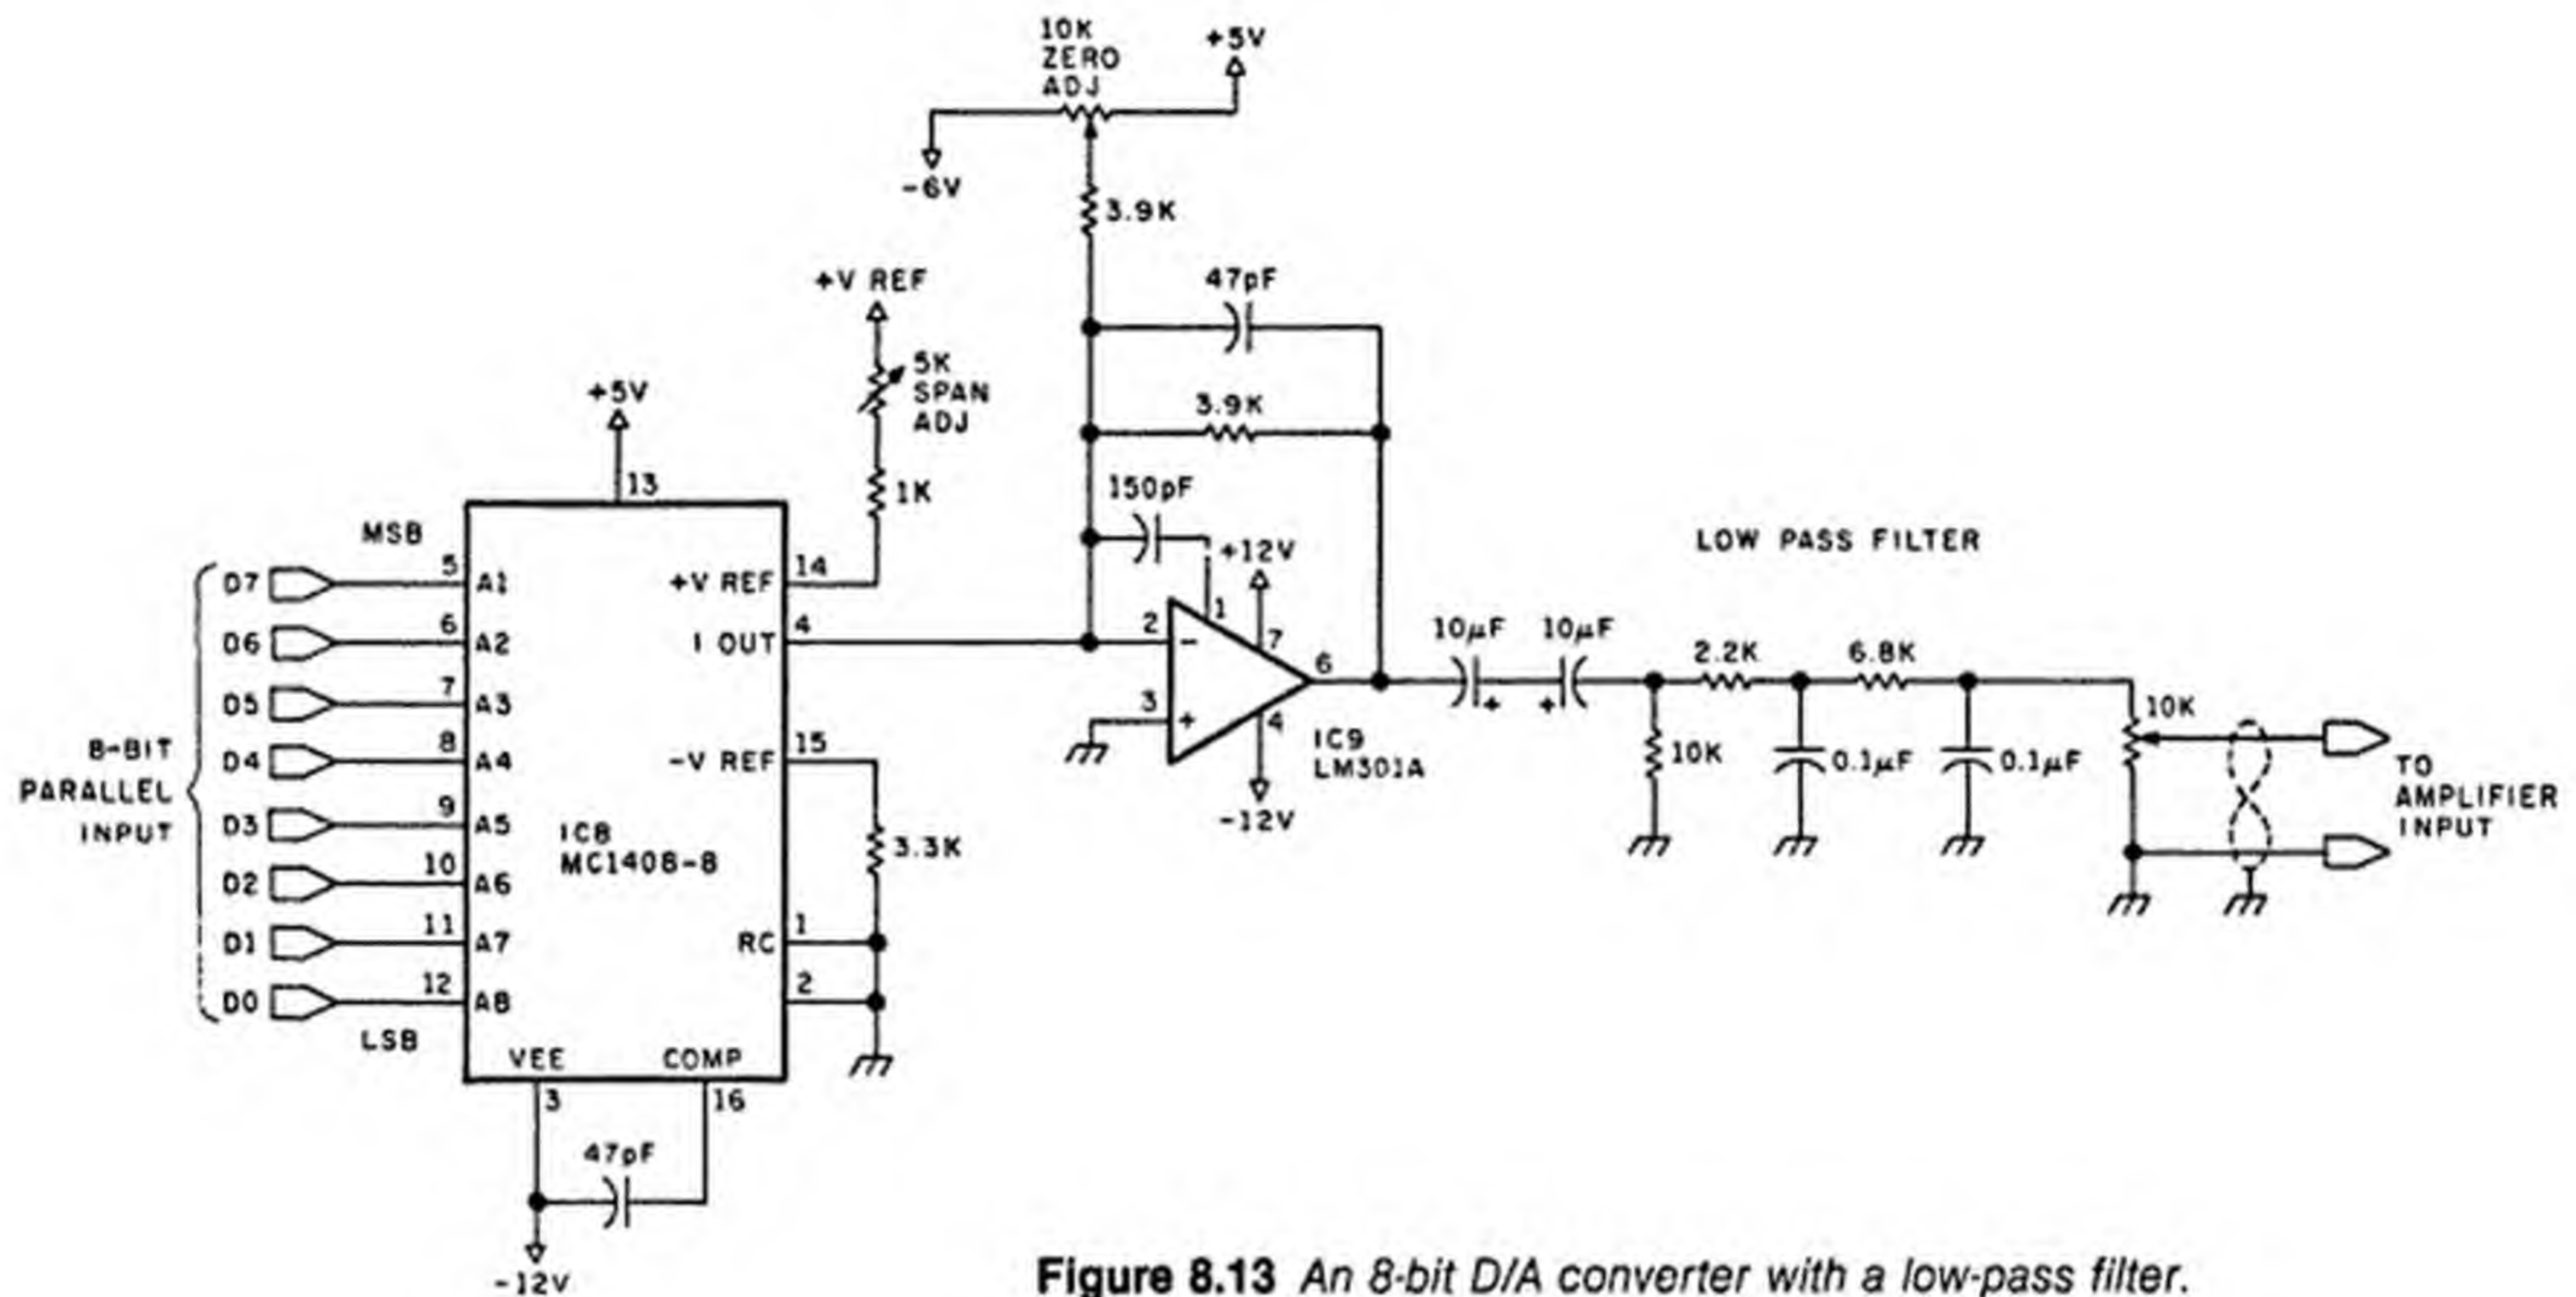 10K
ZERO
ADJ
+5V
-6V
3.9K
+V REF
47pF
5K
SPAN
ADJ
3.9K
+5V
13
1K
150pF
+12V
LOW PASS FILTER
MSB
8-BIT
PARALLEL
INPUT
D7
5
A1
D6
6
A2
D5
7
A3
D4
8
A4
D3
9
A5
D2
10
A6
D1
11
A7
D0
12
A8
LSB
+V REF
14
I OUT
4
-V REF
15
IC8
MC1408-8
3.3K
RC
1
2
VEE
COMP
3
16
47pF
-12V
2
-
1
7
3
+
4
6
-12V
IC9
LM301A
10µF
+
10µF
+
10K
2.2K
0.1µF
6.8K
0.1µF
10K
TO
AMPLIFIER
INPUT
Figure 8.13 An 8-bit D/A converter with a low-pass filter.